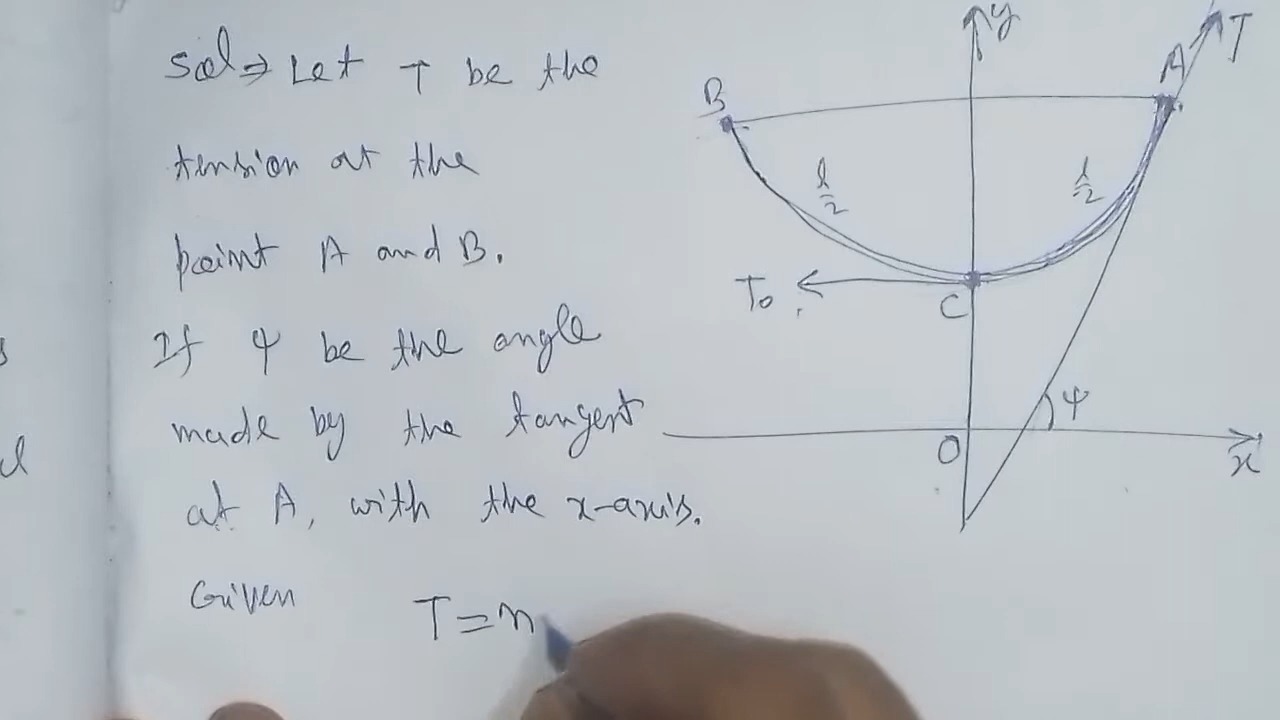 Sol⇒ Let T be the
tension at the
point A and B.
If ψ be the angle
made by the tangent
at A, with the x-axis.
Given T=n
y
T
A
B
l/2
l/2
T₀
C
ψ
O
x